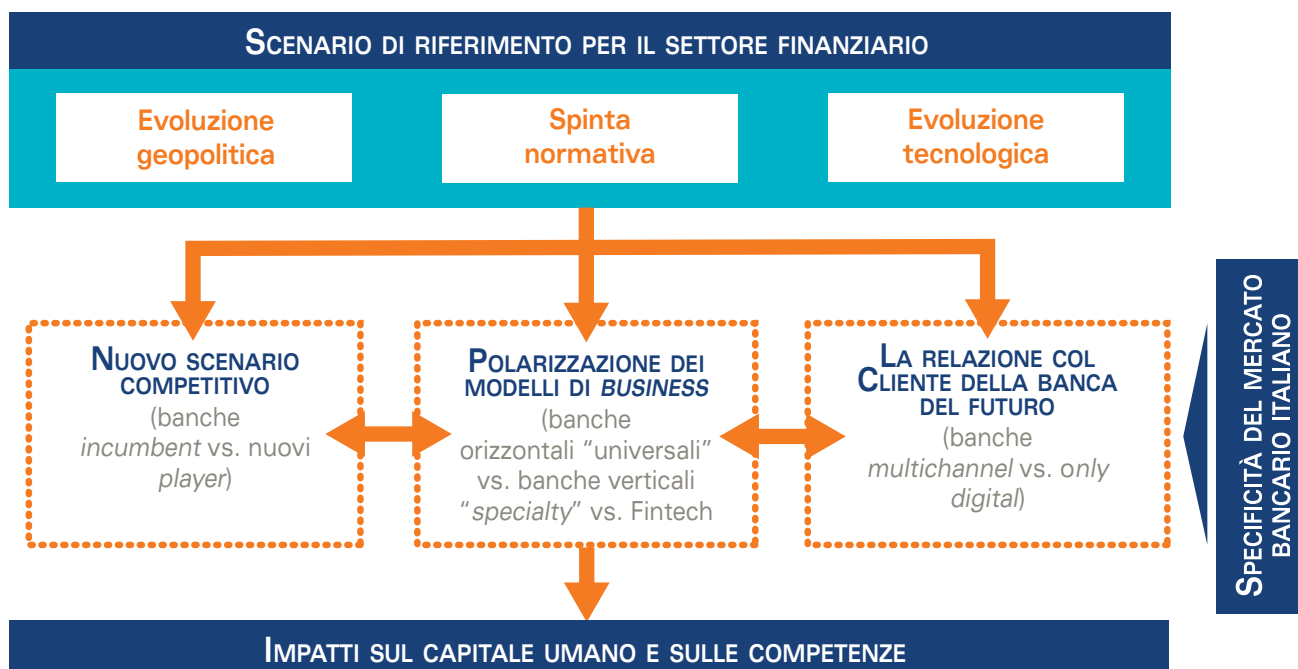 SCENARIO DI RIFERIMENTO PER IL SETTORE FINANZIARIO
Evoluzione
geopolitica
Spinta
normativa
Evoluzione
tecnologica
NUOVO SCENARIO
COMPETITIVO
(banche
incumbent vs. nuovi
player)
POLARIZZAZIONE DEI
MODELLI DI BUSINESS
(banche
orizzontali “universali”
vs. banche verticali
“specialty” vs. Fintech
LA RELAZIONE COL
CLIENTE DELLA BANCA
DEL FUTURO
(banche
multichannel vs. only
digital)
SPECIFICITÀ DEL MERCATO
BANCARIO ITALIANO
IMPATTI SUL CAPITALE UMANO E SULLE COMPETENZE